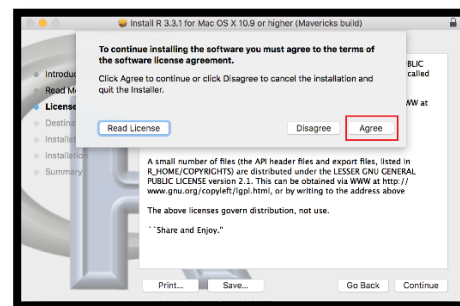 Install R 3.3.1 for Mac OS X 10.9 or higher (Mavericks build)
To continue installing the software you must agree to the terms of
the software license agreement.
Click Agree to continue or click Disagree to cancel the installation and
quit the Installer.
Read License
Disagree
Agree
Introduc
Read M
License
Destina
Installat
Installation
Summary
BLIC
called
WW at
A small number of files (the API header files and export files, listed in
R_HOME/COPYRIGHTS) are distributed under the LESSER GNU GENERAL
PUBLIC LICENSE version 2.1. This can be obtained via WWW at http://
www.gnu.org/copyleft/lgpl.html, or by writing to the address above
The above licenses govern distribution, not use.
``Share and Enjoy."
Print...
Save...
Go Back
Continue